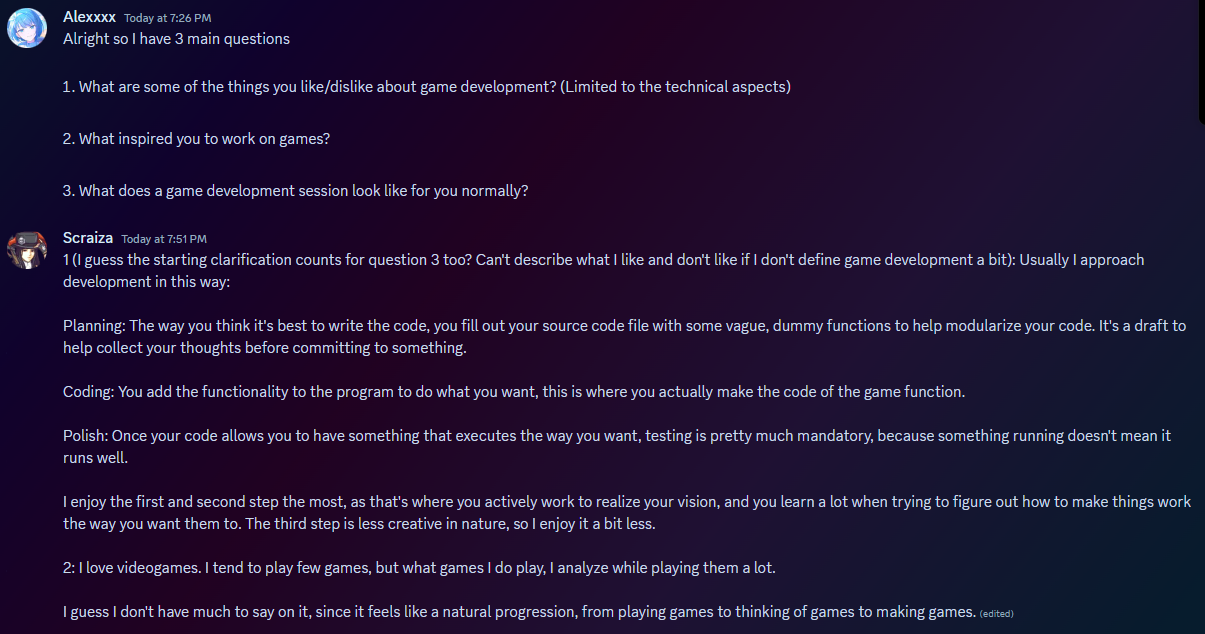 Alexxxx Today at 7:26 PM
Alright so I have 3 main questions
1. What are some of the things you like/dislike about game development? (Limited to the technical aspects)
2. What inspired you to work on games?
3. What does a game development session look like for you normally?
Scraiza Today at 7:51 PM
1 (I guess the starting clarification counts for question 3 too? Can't describe what I like and don't like if I don't define game development a bit): Usually I approach
development in this way:
Planning: The way you think it's best to write the code, you fill out your source code file with some vague, dummy functions to help modularize your code. It's a draft to
help collect your thoughts before committing to something.
Coding: You add the functionality to the program to do what you want, this is where you actually make the code of the game function.
Polish: Once your code allows you to have something that executes the way you want, testing is pretty much mandatory, because something running doesn't mean it
runs well.
I enjoy the first and second step the most, as that's where you actively work to realize your vision, and you learn a lot when trying to figure out how to make things work
the way you want them to. The third step is less creative in nature, so I enjoy it a bit less.
2: I love videogames. I tend to play few games, but what games I do play, I analyze while playing them a lot.
I guess I don't have much to say on it, since it feels like a natural progression, from playing games to thinking of games to making games. (edited)